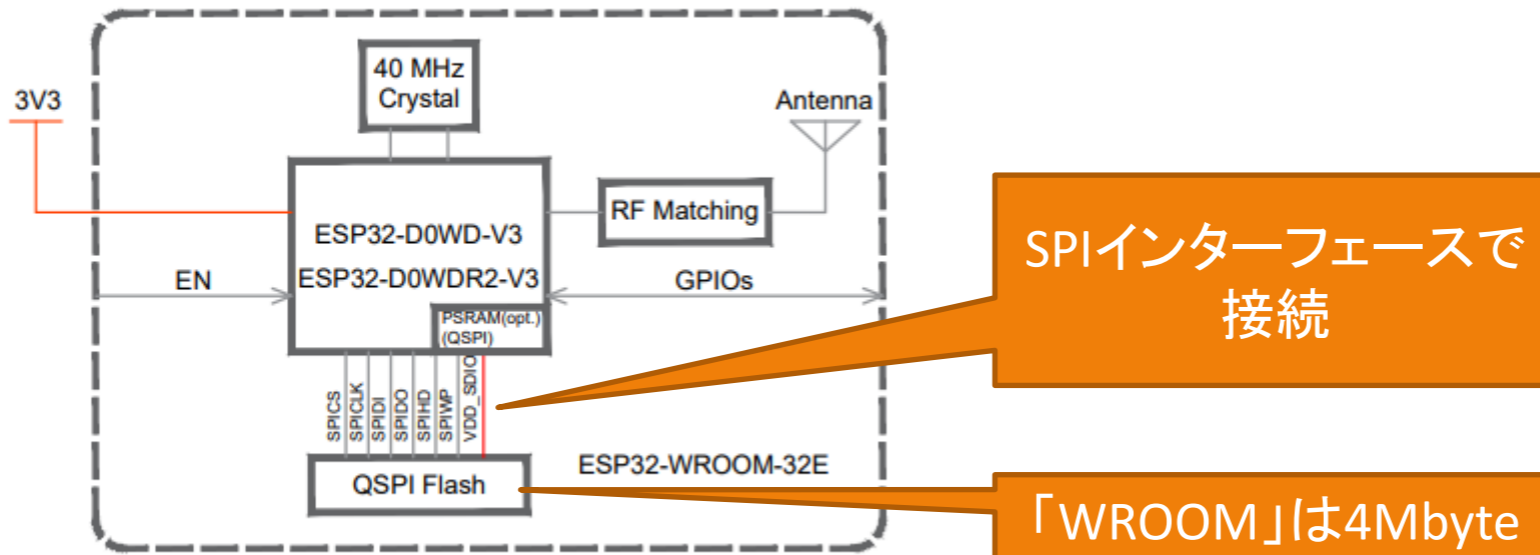 40 MHz
Crystal
3V3
Antenna
RF Matching
ESP32-D0WD-V3
ESP32-D0WDR2-V3
EN
GPIOs
PSRAM(opt.)
(QSPI)
SPICS
SPICLK
SPIDI
SPIDO
SPIHD
SPIWP
VDD_SDIO
QSPI Flash
ESP32-WROOM-32E
SPIインターフェースで
接続
「WROOM」は4Mbyte